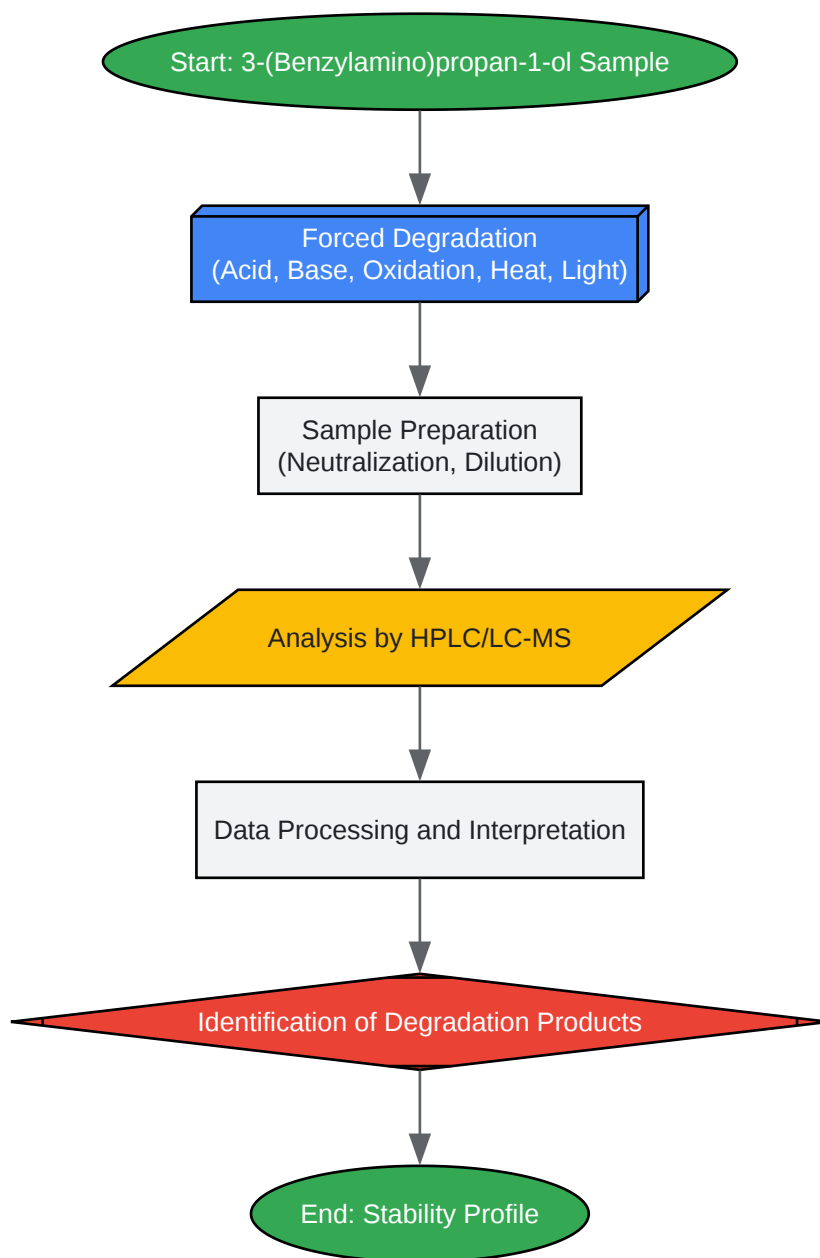 Start: 3-(Benzylamino)propan-1-ol Sample
Forced Degradation
(Acid, Base, Oxidation, Heat, Light)
Sample Preparation
(Neutralization, Dilution)
Analysis by HPLC/LC-MS
Data Processing and Interpretation
Identification of Degradation Products
End: Stability Profile